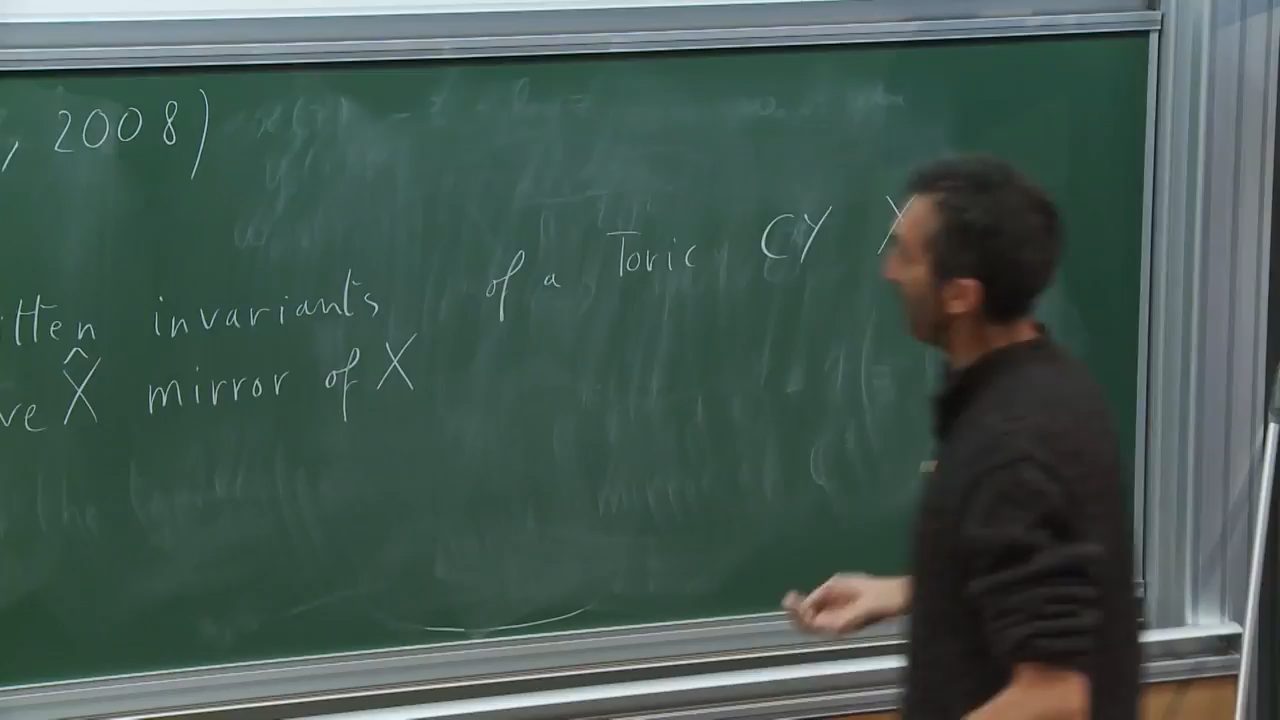 , 2008)
itten invariants of a Toric CY X
ve X̂ mirror of X